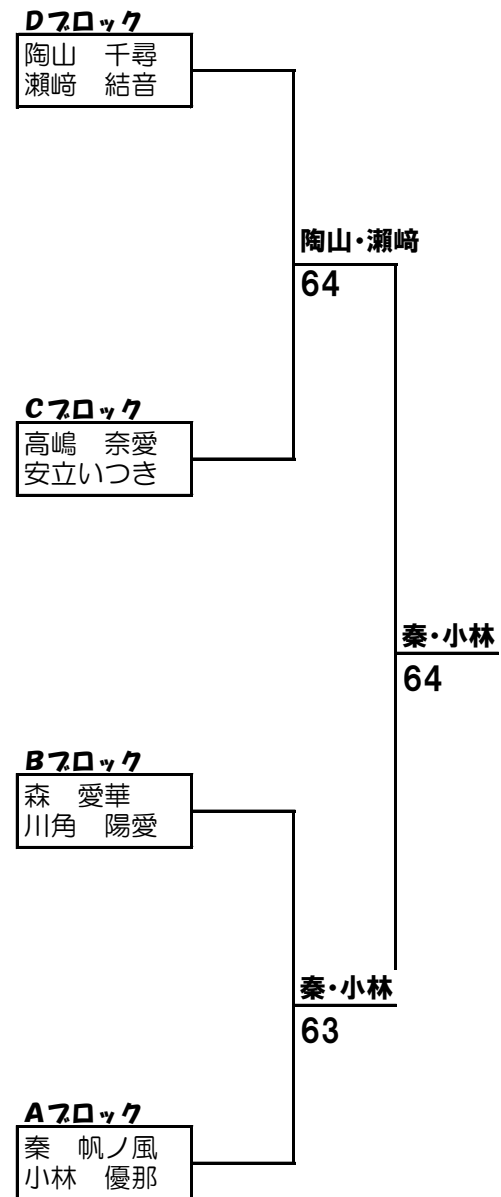 Dブロック
陶山　千尋
瀬﨑　結音
陶山・瀬﨑
64
Cブロック
高嶋　奈愛
安立いつき
秦・小林
64
Bブロック
森　愛華
川角　陽愛
秦・小林
63
Aブロック
秦　帆ノ風
小林　優那